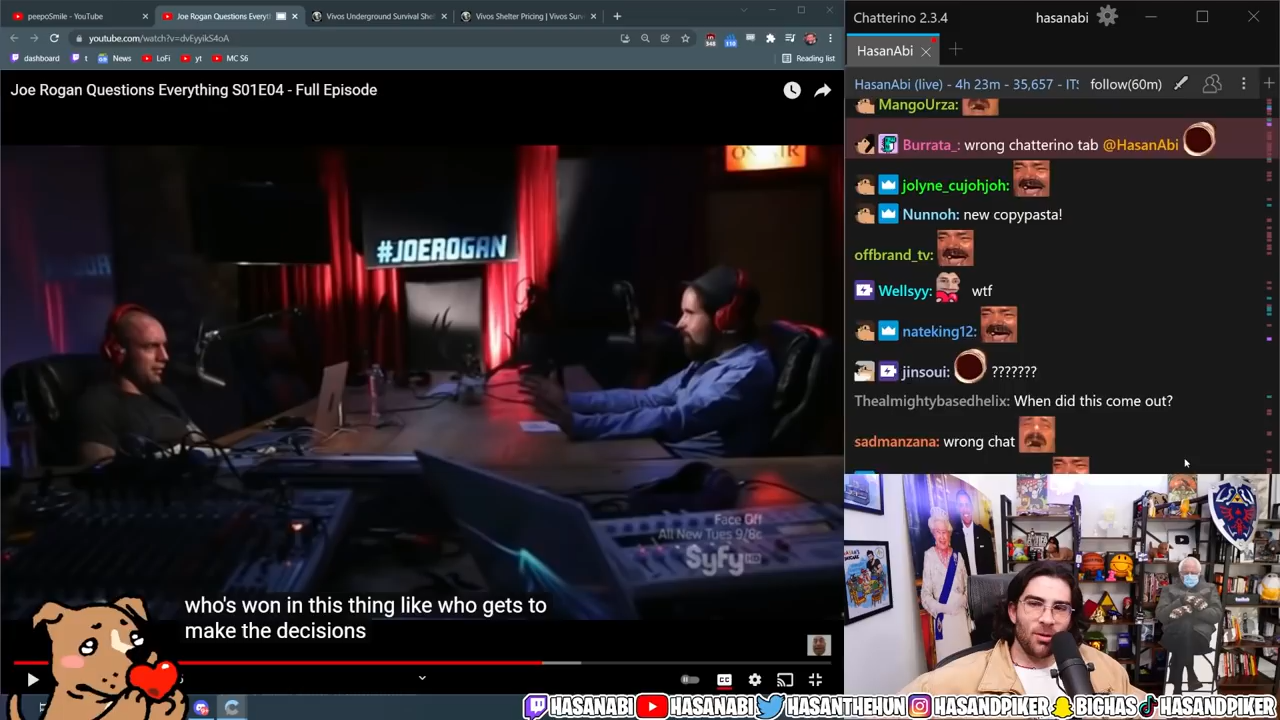 peepoSmile - YouTube
Joe Rogan Questions Everyt
Vivos Underground Survival Shel
Vivos Shelter Pricing | Vivos Surv
youtube.com/watch?v=dvEyyikS4oA
dashboard
t
News
LoFi
yt
MC S6
Reading list
Joe Rogan Questions Everything S01E04 - Full Episode
ON AIR
#JOEROGAN
Face Off
All New Tues 9/8c
Syfy HD
who's won in this thing like who gets to
make the decisions
CC
Chatterino 2.3.4
hasanabi
HasanAbi
HasanAbi (live) - 4h 23m - 35,657 - IT'
follow(60m)
MangoUrza:
Burrata_: wrong chatterino tab @HasanAbi
jolyne_cujohjoh:
Nunnoh: new copypasta!
offbrand_tv:
Wellsyy: wtf
nateking12:
jinsoui: ???????
Thealmightybasedhelix: When did this come out?
sadmanzana: wrong chat
HASANABI
HASANABI
HASANTHEHUN
HASANDPIKER
BIGHAS
HASANDPIKER